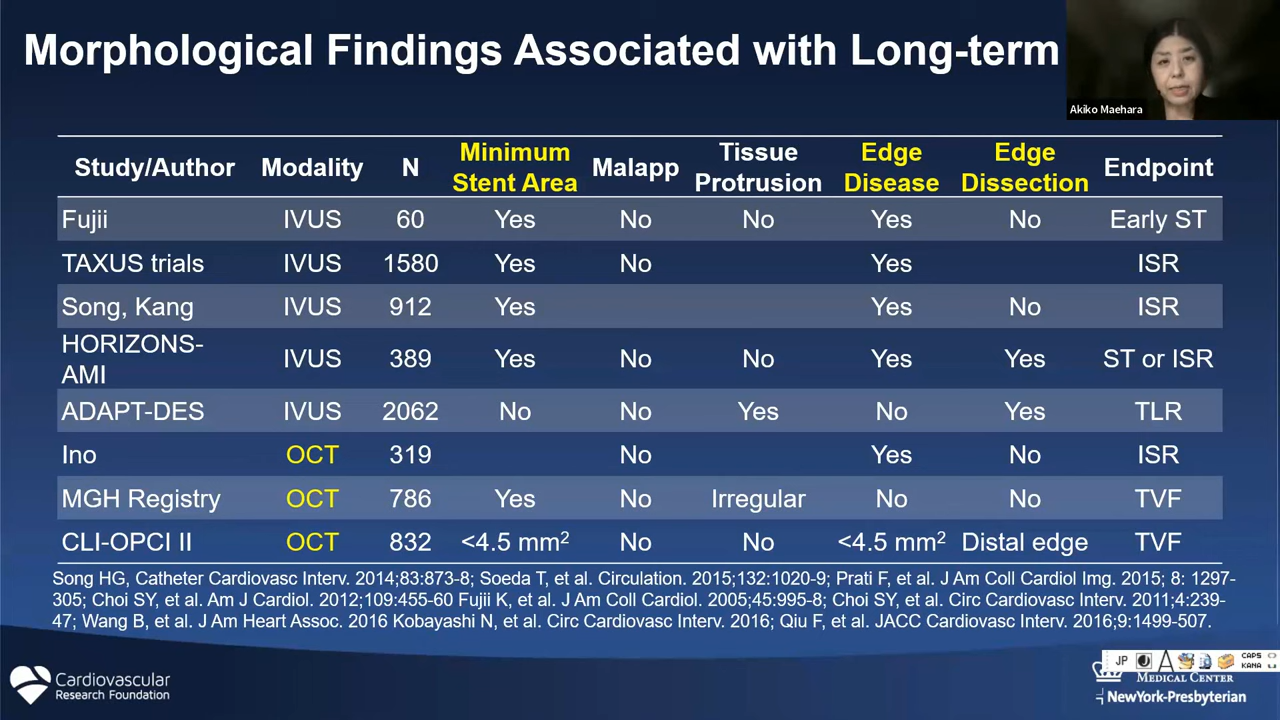 Morphological Findings Associated with Long-term
Akiko Maehara
Study/Author Modality N Minimum Stent Area Malapp Tissue Protrusion Edge Disease Edge Dissection Endpoint
Fujii IVUS 60 Yes No No Yes No Early ST
TAXUS trials IVUS 1580 Yes No Yes ISR
Song, Kang IVUS 912 Yes Yes No ISR
HORIZONS-AMI IVUS 389 Yes No No Yes Yes ST or ISR
ADAPT-DES IVUS 2062 No No Yes No Yes TLR
Ino OCT 319 No Yes No ISR
MGH Registry OCT 786 Yes No Irregular No No TVF
CLI-OPCI II OCT 832 <4.5 mm² No No <4.5 mm² Distal edge TVF
Song HG, Catheter Cardiovasc Interv. 2014;83:873-8; Soeda T, et al. Circulation. 2015;132:1020-9; Prati F, et al. J Am Coll Cardiol Img. 2015; 8: 1297-
305; Choi SY, et al. Am J Cardiol. 2012;109:455-60 Fujii K, et al. J Am Coll Cardiol. 2005;45:995-8; Choi SY, et al. Circ Cardiovasc Interv. 2011;4:239-
47; Wang B, et al. J Am Heart Assoc. 2016 Kobayashi N, et al. Circ Cardiovasc Interv. 2016; Qiu F, et al. JACC Cardiovasc Interv. 2016;9:1499-507.
Cardiovascular
Research Foundation
JP A CAPS
KANA
MEDICAL CENTER
NewYork-Presbyterian